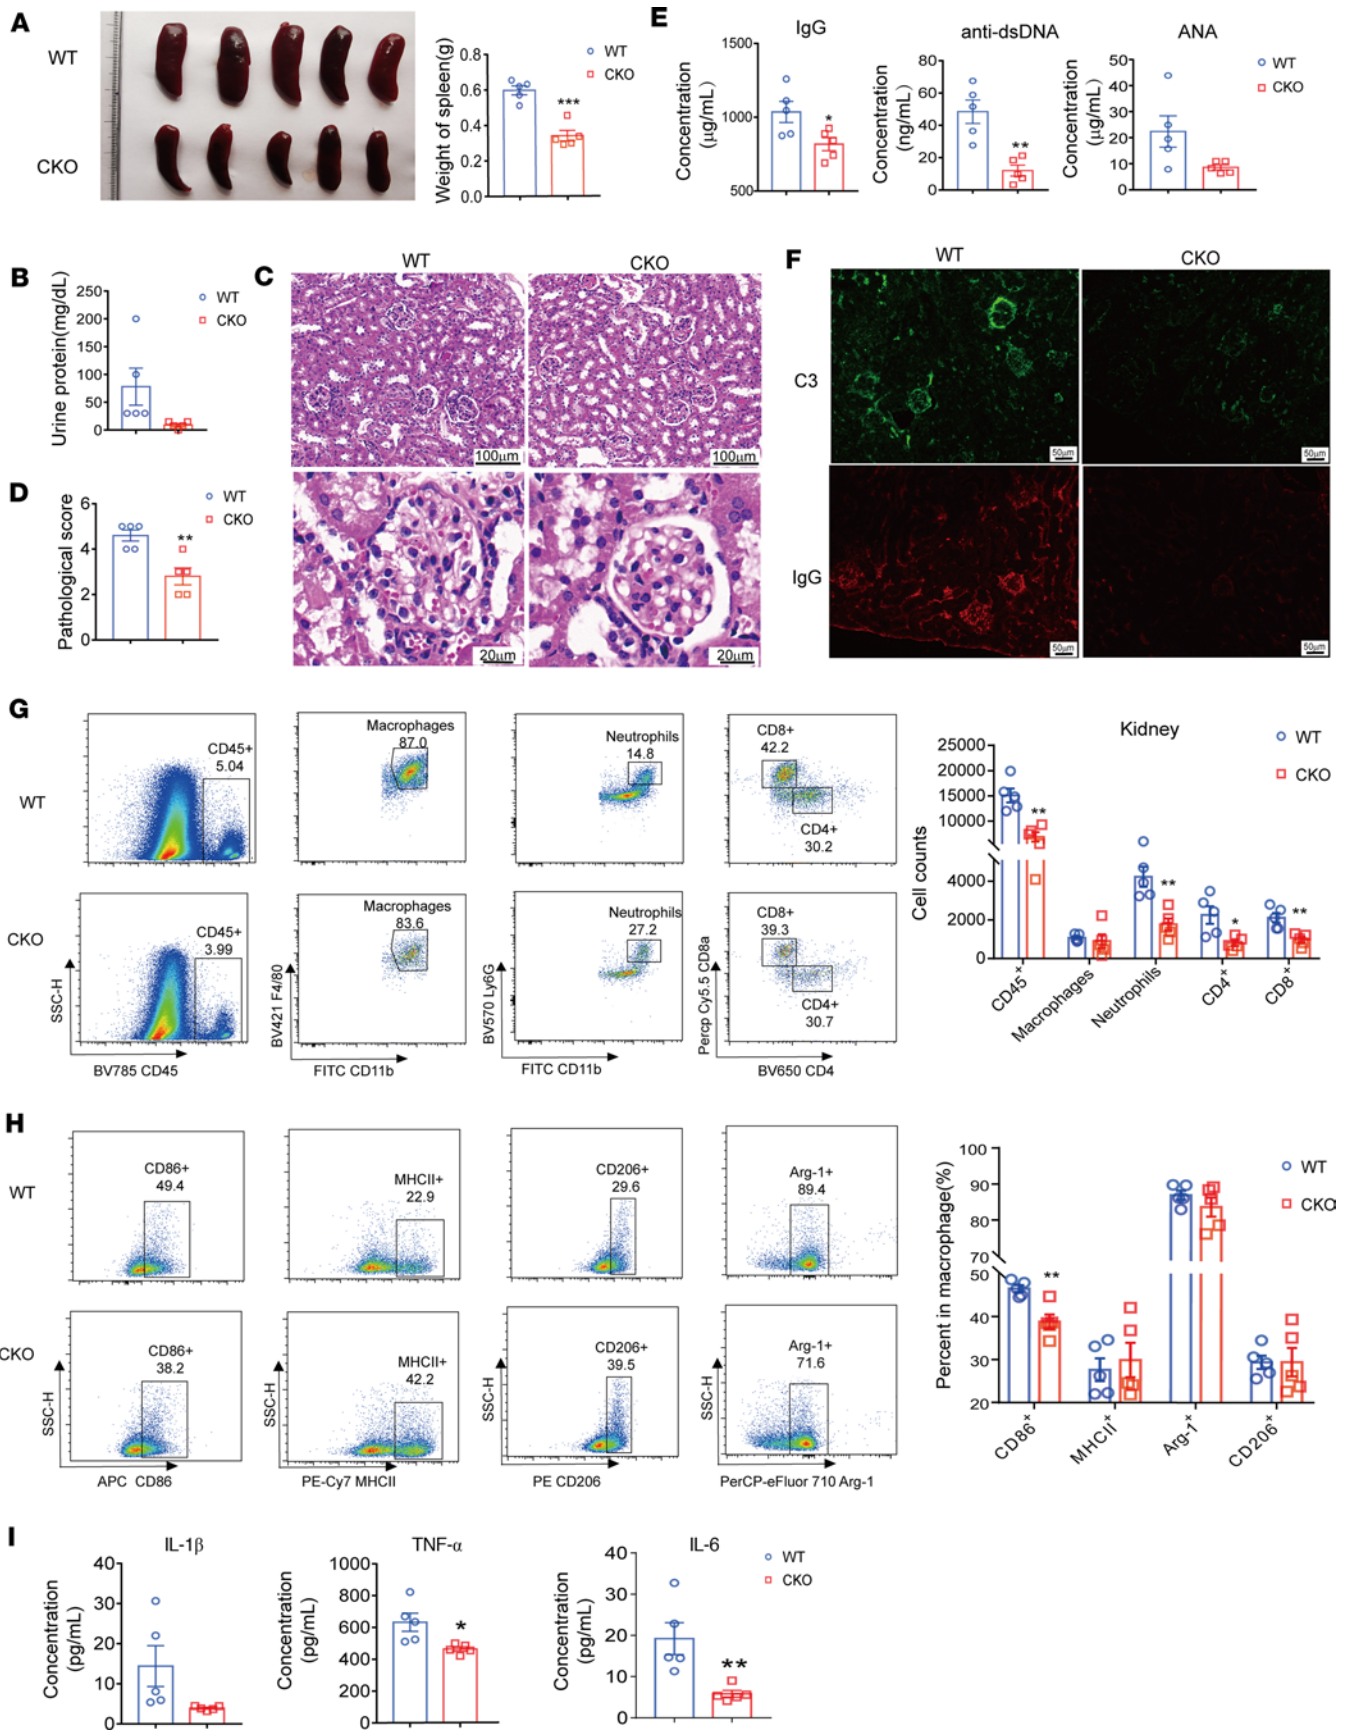 A
WT
CKO
Weight of spleen(g)
0.8
0.6
0.4
0.2
0.0
***
WT
CKO
E
IgG
Concentration
(μg/mL)
1500
1000
500
*
anti-dsDNA
Concentration
(ng/mL)
80
60
40
20
0
**
ANA
Concentration
(μg/mL)
50
40
30
20
10
0
WT
CKO
B
Urine protein(mg/dL)
250
200
150
100
50
0
WT
CKO
C
WT
CKO
100μm
100μm
20μm
20μm
D
Pathological score
6
4
2
0
**
WT
CKO
F
WT
CKO
C3
IgG
50μm
50μm
50μm
50μm
G
WT
CD45+
5.04
Macrophages
87.0
Neutrophils
14.8
CD8+
42.2
CD4+
30.2
CKO
CD45+
3.99
Macrophages
83.6
Neutrophils
27.2
CD8+
39.3
CD4+
30.7
SSC-H
BV785 CD45
BV421 F4/80
FITC CD11b
BV570 Ly6G
FITC CD11b
Percp Cy5.5 CD8a
BV650 CD4
Kidney
WT
CKO
Cell counts
25000
20000
15000
10000
4000
2000
0
**
**
*
**
CD45+
Macrophages
Neutrophils
CD4+
CD8+
H
WT
CD86+
49.4
MHCII+
22.9
CD206+
29.6
Arg-1+
89.4
CKO
CD86+
38.2
MHCII+
42.2
CD206+
39.5
Arg-1+
71.6
SSC-H
APC CD86
SSC-H
PE-Cy7 MHCII
SSC-H
PE CD206
SSC-H
PerCP-eFluor 710 Arg-1
Percent in macrophage(%)
100
90
80
70
50
40
30
20
**
WT
CKO
CD86+
MHCII+
Arg-1+
CD206+
I
IL-1β
Concentration
(pg/mL)
40
30
20
10
0
TNF-α
Concentration
(pg/mL)
1000
800
600
400
200
0
*
IL-6
Concentration
(pg/mL)
40
30
20
10
0
**
WT
CKO